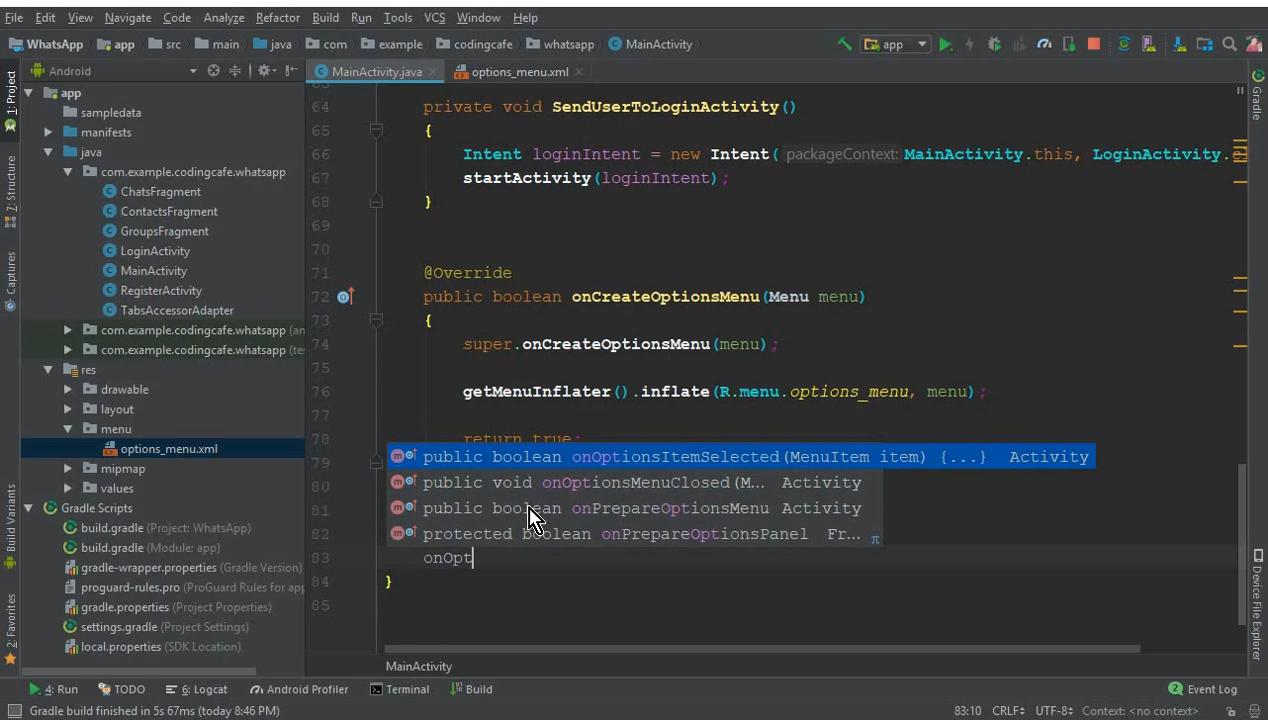 File Edit View Navigate Code Analyze Refactor Build Run Tools VCS Window Help
WhatsApp app src main java com example codingcafe whatsapp MainActivity app
Android MainActivity.java options_menu.xml
1: Project
7: Structure
Captures
Build Variants
2: Favorites
app
sampledata
manifests
java
com.example.codingcafe.whatsapp
ChatsFragment
ContactsFragment
GroupsFragment
LoginActivity
MainActivity
RegisterActivity
TabsAccessorAdapter
com.example.codingcafe.whatsapp (an
com.example.codingcafe.whatsapp (te
res
drawable
layout
menu
options_menu.xml
mipmap
values
Gradle Scripts
build.gradle (Project: WhatsApp)
build.gradle (Module: app)
gradle-wrapper.properties (Gradle Version)
proguard-rules.pro (ProGuard Rules for app
gradle.properties (Project Properties)
settings.gradle (Project Settings)
local.properties (SDK Location)
64 private void SendUserToLoginActivity()
65 {
66 Intent loginIntent = new Intent( packageContext: MainActivity.this, LoginActivity.
67 startActivity(loginIntent);
68 }
69
70
71 @Override
72 public boolean onCreateOptionsMenu(Menu menu)
73 {
74 super.onCreateOptionsMenu(menu);
75
76 getMenuInflater().inflate(R.menu.options_menu, menu);
77
78 return true;
79 public boolean onOptionsItemSelected(MenuItem item) {...} Activity
80 public void onOptionsMenuClosed(M... Activity
81 public boolean onPrepareOptionsMenu Activity
82 protected boolean onPrepareOptionsPanel Fr... π
83 onOpt
84 }
85
MainActivity
Gradle
Device File Explorer
4: Run TODO 6: Logcat Android Profiler Terminal Build 2 Event Log
Gradle build finished in 5s 67ms (today 8:46 PM) 83:10 CRLF UTF-8 Context: <no context>